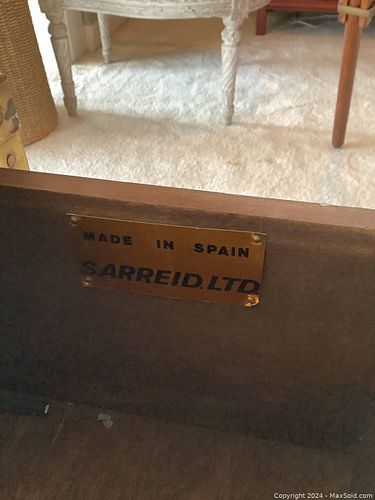 MADE IN SPAIN
SARREID.LTD
Copyright 2024 - MaxSold.com